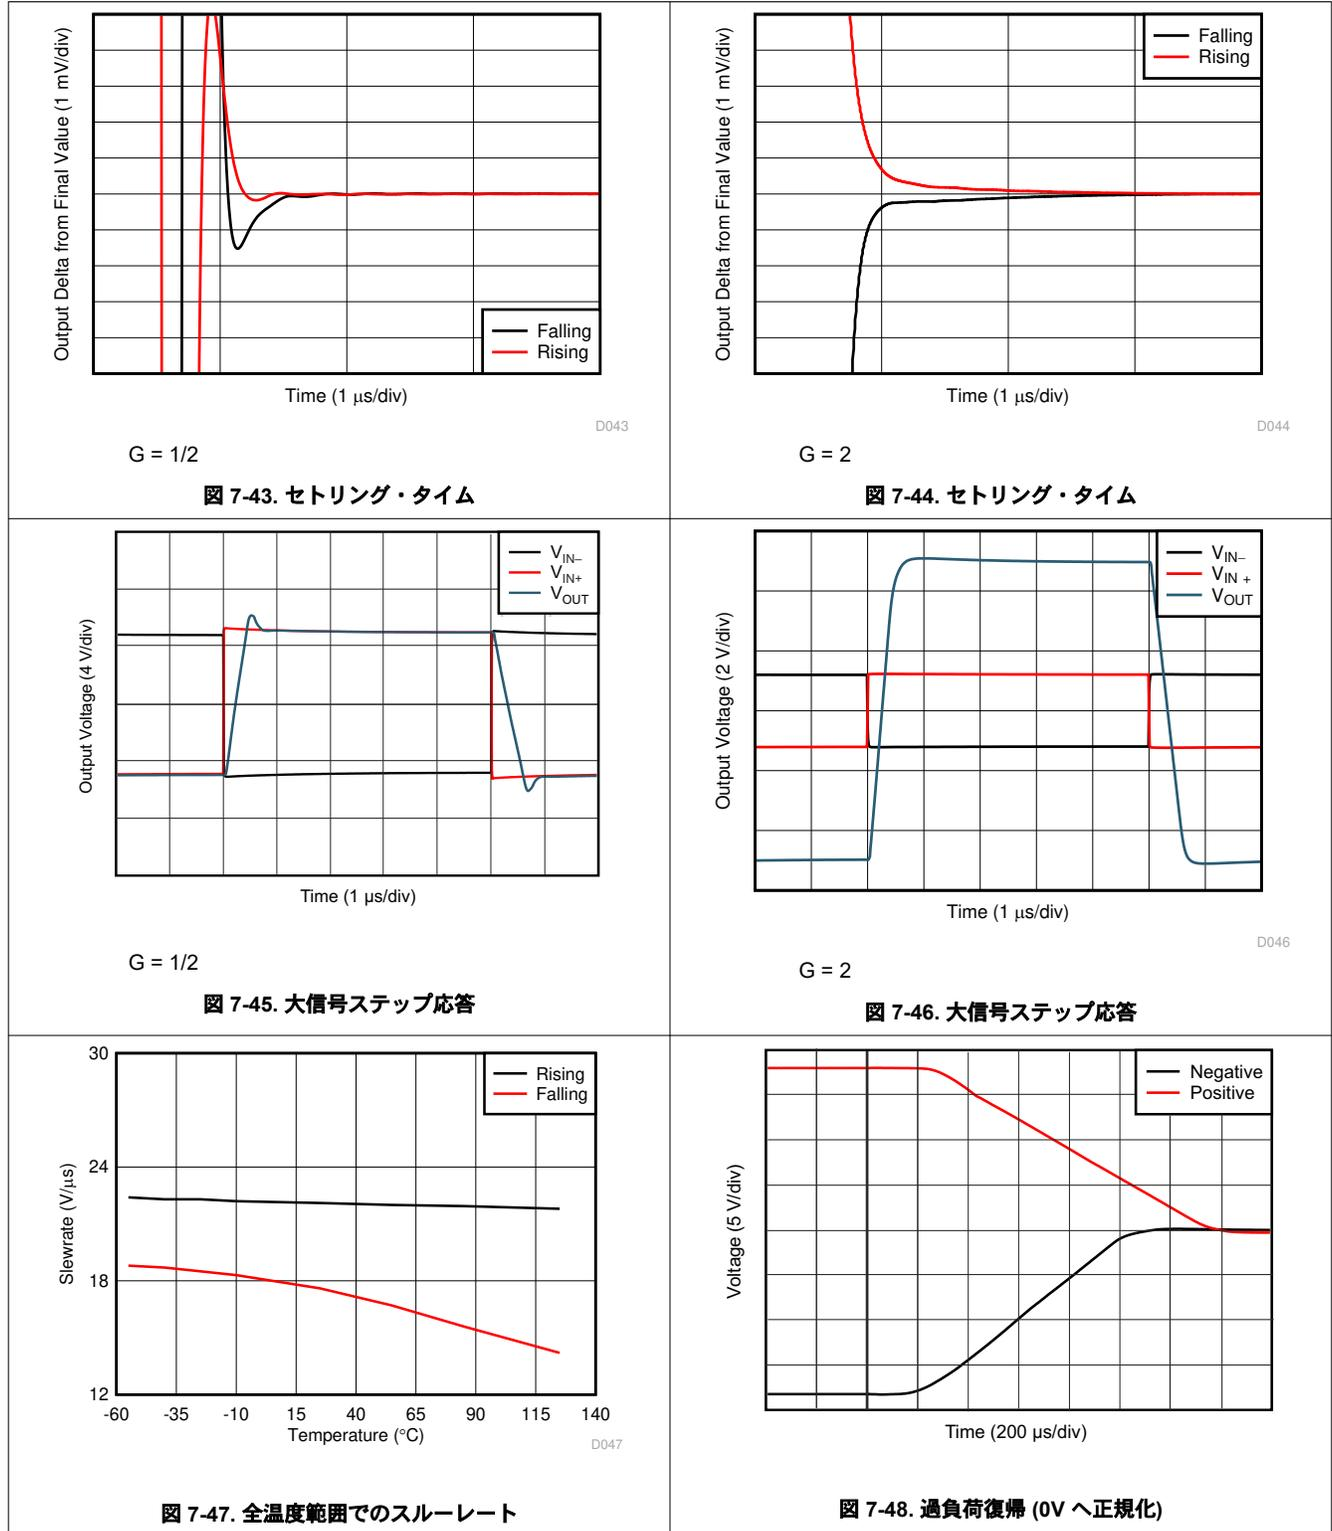 Output Delta from Final Value (1 mV/div)
Falling
Rising
Time (1 μs/div)
D043
G = 1/2
図 7-43. セトリング・タイム
Output Delta from Final Value (1 mV/div)
Falling
Rising
Time (1 μs/div)
D044
G = 2
図 7-44. セトリング・タイム
Output Voltage (4 V/div)
VIN–
VIN+
VOUT
Time (1 μs/div)
G = 1/2
図 7-45. 大信号ステップ応答
Output Voltage (2 V/div)
VIN–
VIN +
VOUT
Time (1 μs/div)
D046
G = 2
図 7-46. 大信号ステップ応答
Slewrate (V/μs)
30
24
18
12
Rising
Falling
-60 -35 -10 15 40 65 90 115 140
Temperature (°C)
D047
図 7-47. 全温度範囲でのスルーレート
Voltage (5 V/div)
Negative
Positive
Time (200 μs/div)
図 7-48. 過負荷復帰 (0V へ正規化)